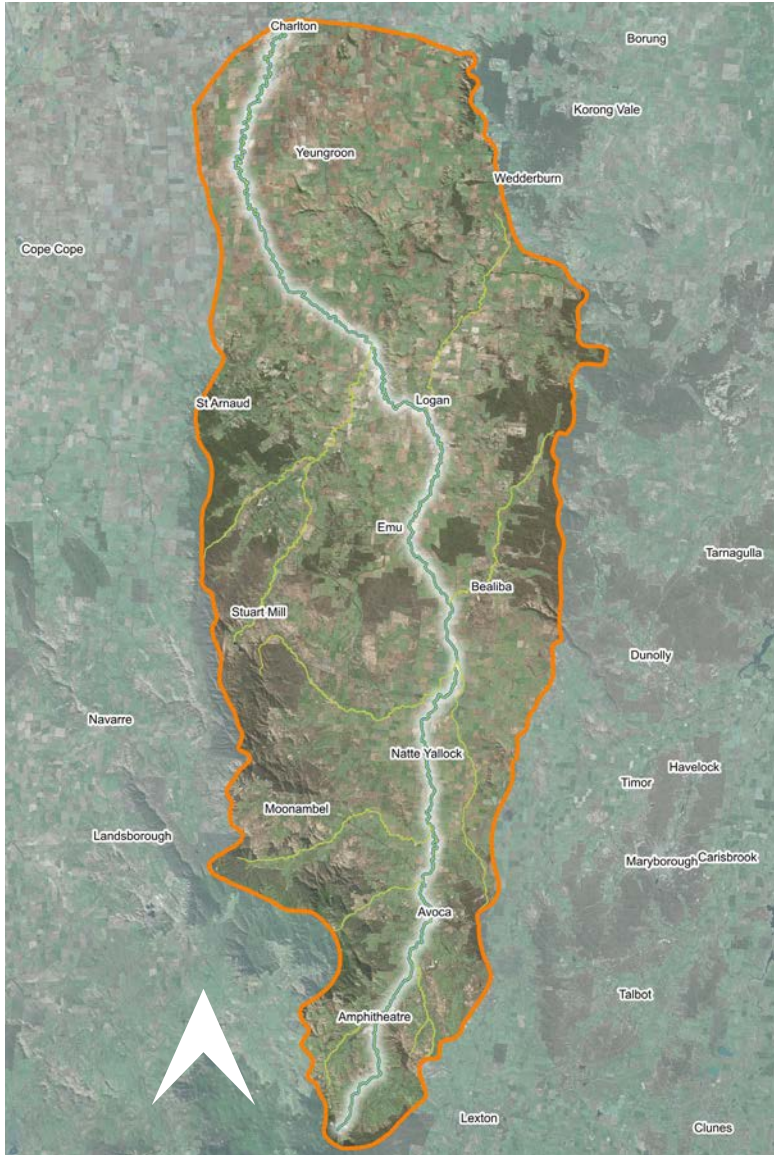 Charlton
Borung
Korong Vale
Yeungroon
Wedderburn
Cope Cope
St Arnaud
Logan
Emu
Tarnagulla
Bealiba
Stuart Mill
Dunolly
Navarre
Natte Yallock
Havelock
Timor
Moonambel
Landsborough
Maryborough
Carisbrook
Avoca
Talbot
Amphitheatre
Lexton
Clunes